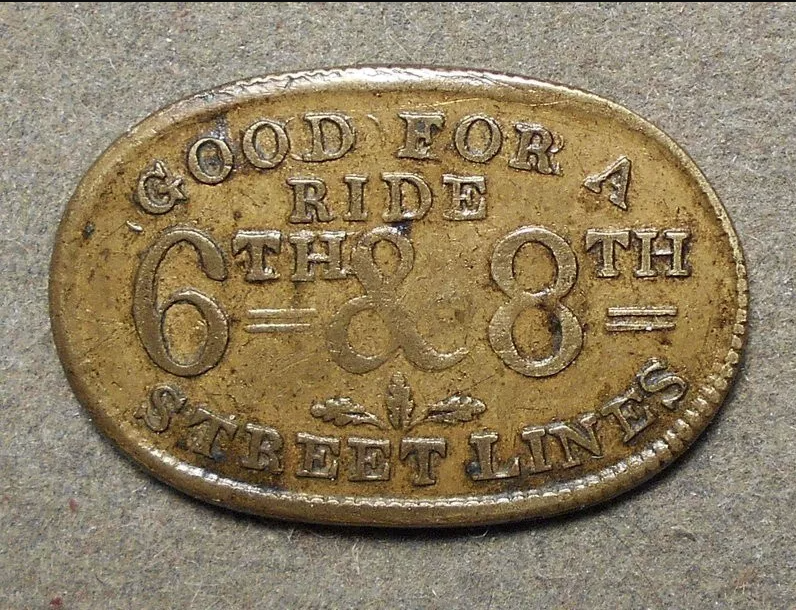 GOOD FOR A
RIDE
6TH & 8TH
STREET LINES